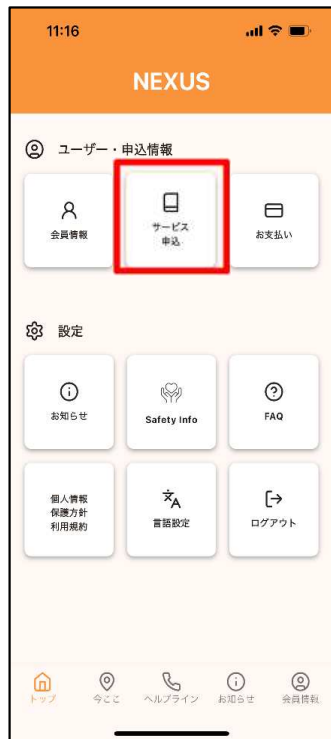 11:16
NEXUS
ユーザー・申込情報
会員情報
サービス
申込
お支払い
設定
お知らせ
Safety Info
FAQ
個人情報
保護方針
利用規約
言語設定
ログアウト
トップ
今ここ
ヘルプライン
お知らせ
会員情報